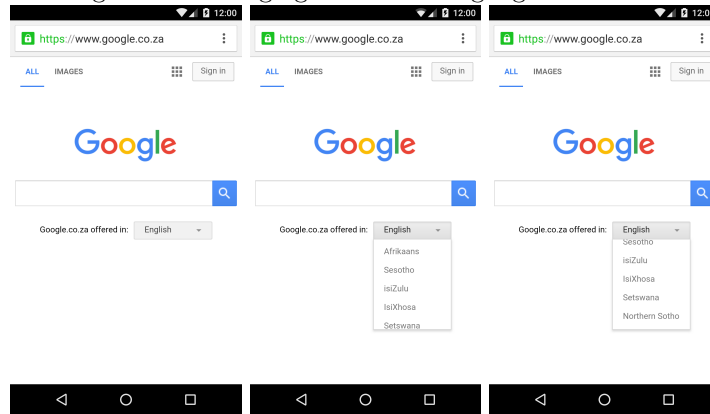 12:00
https://www.google.co.za
ALL IMAGES Sign in
Google
Google.co.za offered in: English
12:00
https://www.google.co.za
ALL IMAGES Sign in
Google
Google.co.za offered in: English
Afrikaans
Sesotho
isiZulu
IsiXhosa
Setswana
12:00
https://www.google.co.za
ALL IMAGES Sign in
Google
Google.co.za offered in: English
Sesotho
isiZulu
IsiXhosa
Setswana
Northern Sotho